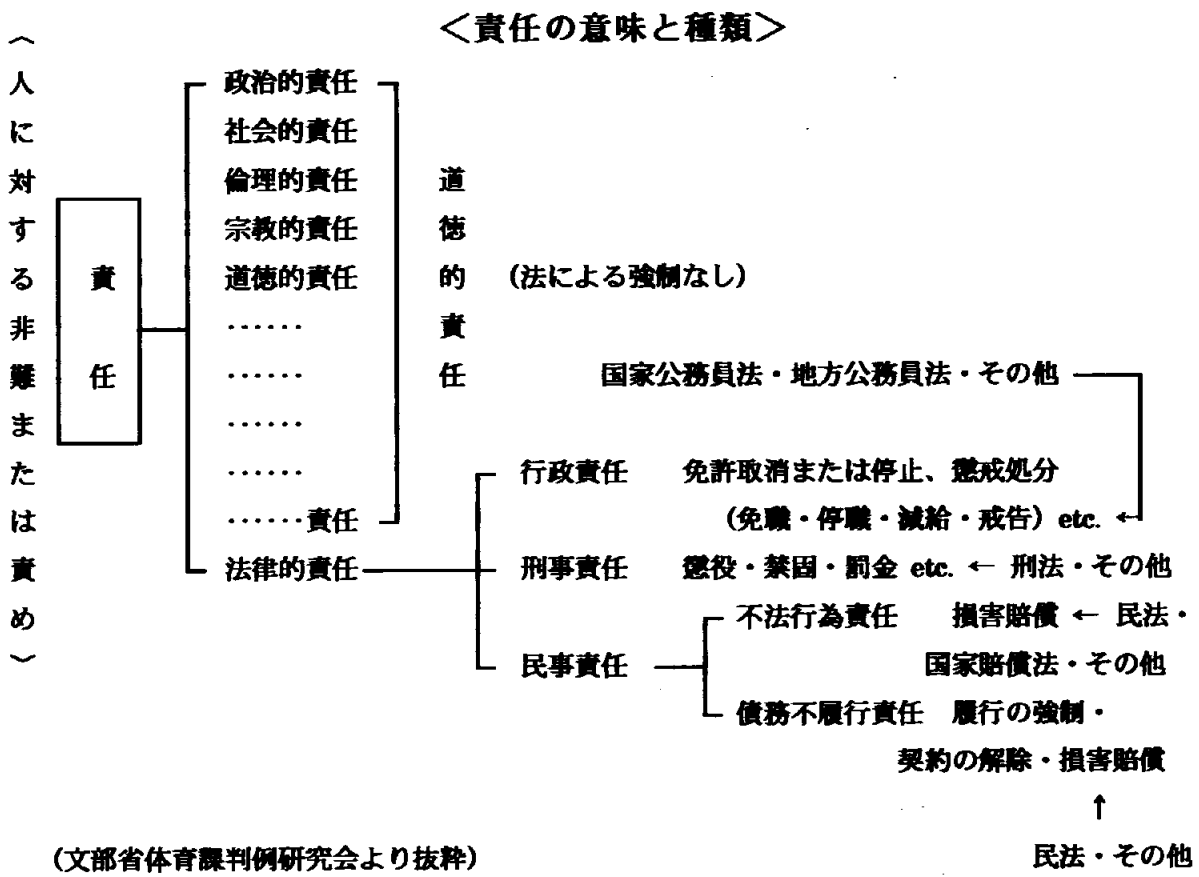 ＜責任の意味と種類＞
（人に対する非難または責め）
責任
政治的責任
社会的責任
倫理的責任
宗教的責任
道徳的責任
……
……
……
……
……責任
法律的責任
道徳的責任
（法による強制なし）
国家公務員法・地方公務員法・その他
行政責任　免許取消または停止、懲戒処分
（免職・停職・減給・戒告）etc. ←
刑事責任　懲役・禁固・罰金 etc. ← 刑法・その他
民事責任
不法行為責任　損害賠償 ← 民法・
国家賠償法・その他
債務不履行責任　履行の強制・
契約の解除・損害賠償
↑
民法・その他
（文部省体育課判例研究会より抜粋）